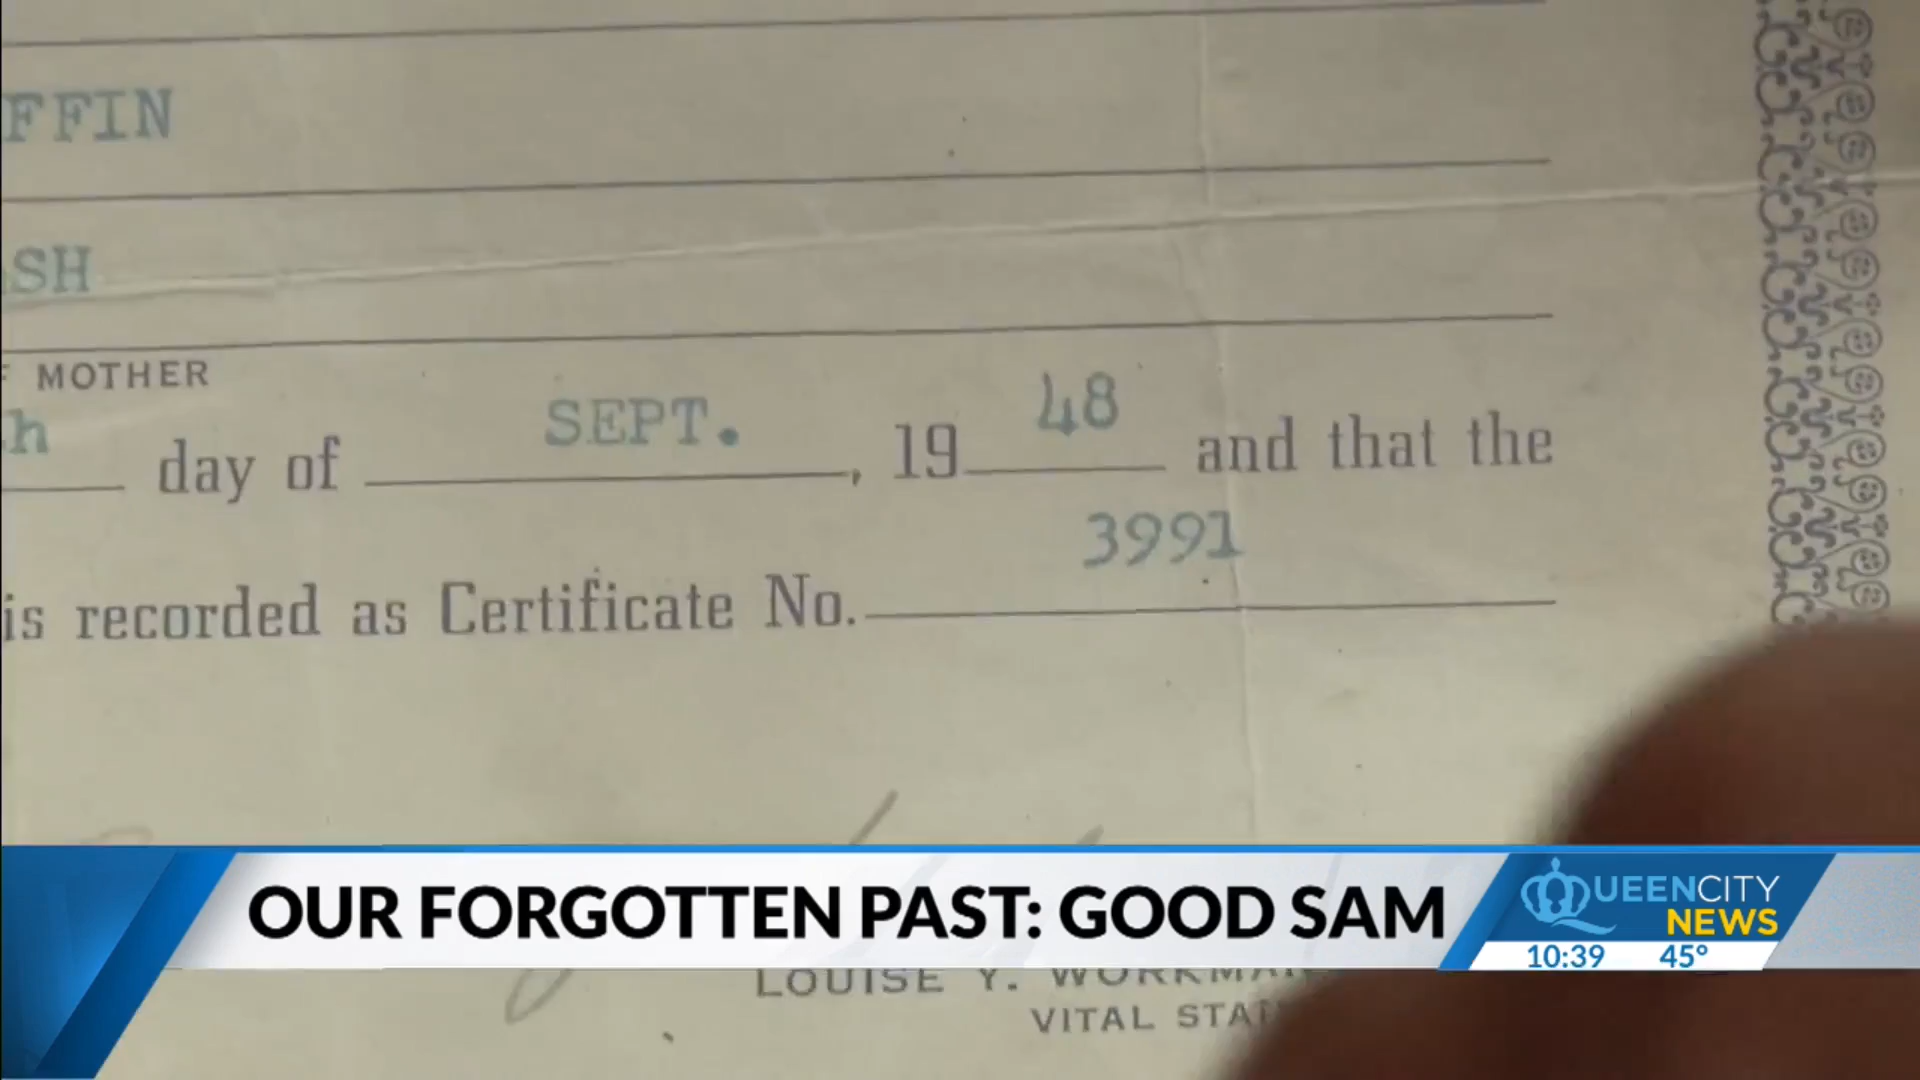 FFIN
SH
MOTHER
h day of SEPT., 19 48 and that the
is recorded as Certificate No. 3991
OUR FORGOTTEN PAST: GOOD SAM
QUEENCITY
NEWS
10:39 45°
LOUISE Y.
VITAL